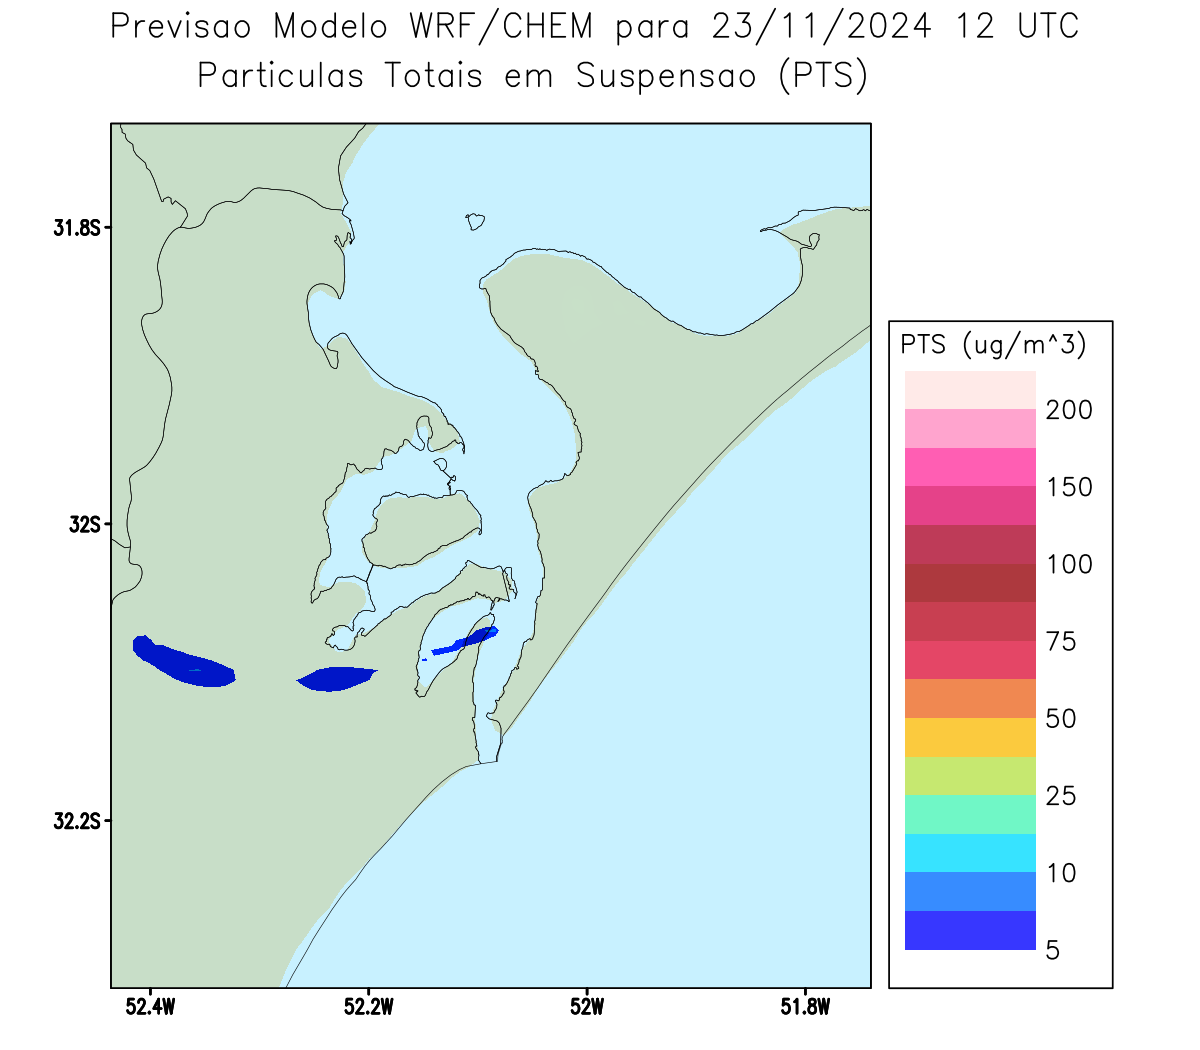 Previsao Modelo WRF/CHEM para 23/11/2024 12 UTC
Particulas Totais em Suspensao (PTS)
31.8S
32S
32.2S
52.4W
52.2W
52W
51.8W
PTS (ug/m^3)
200
150
100
75
50
25
10
5